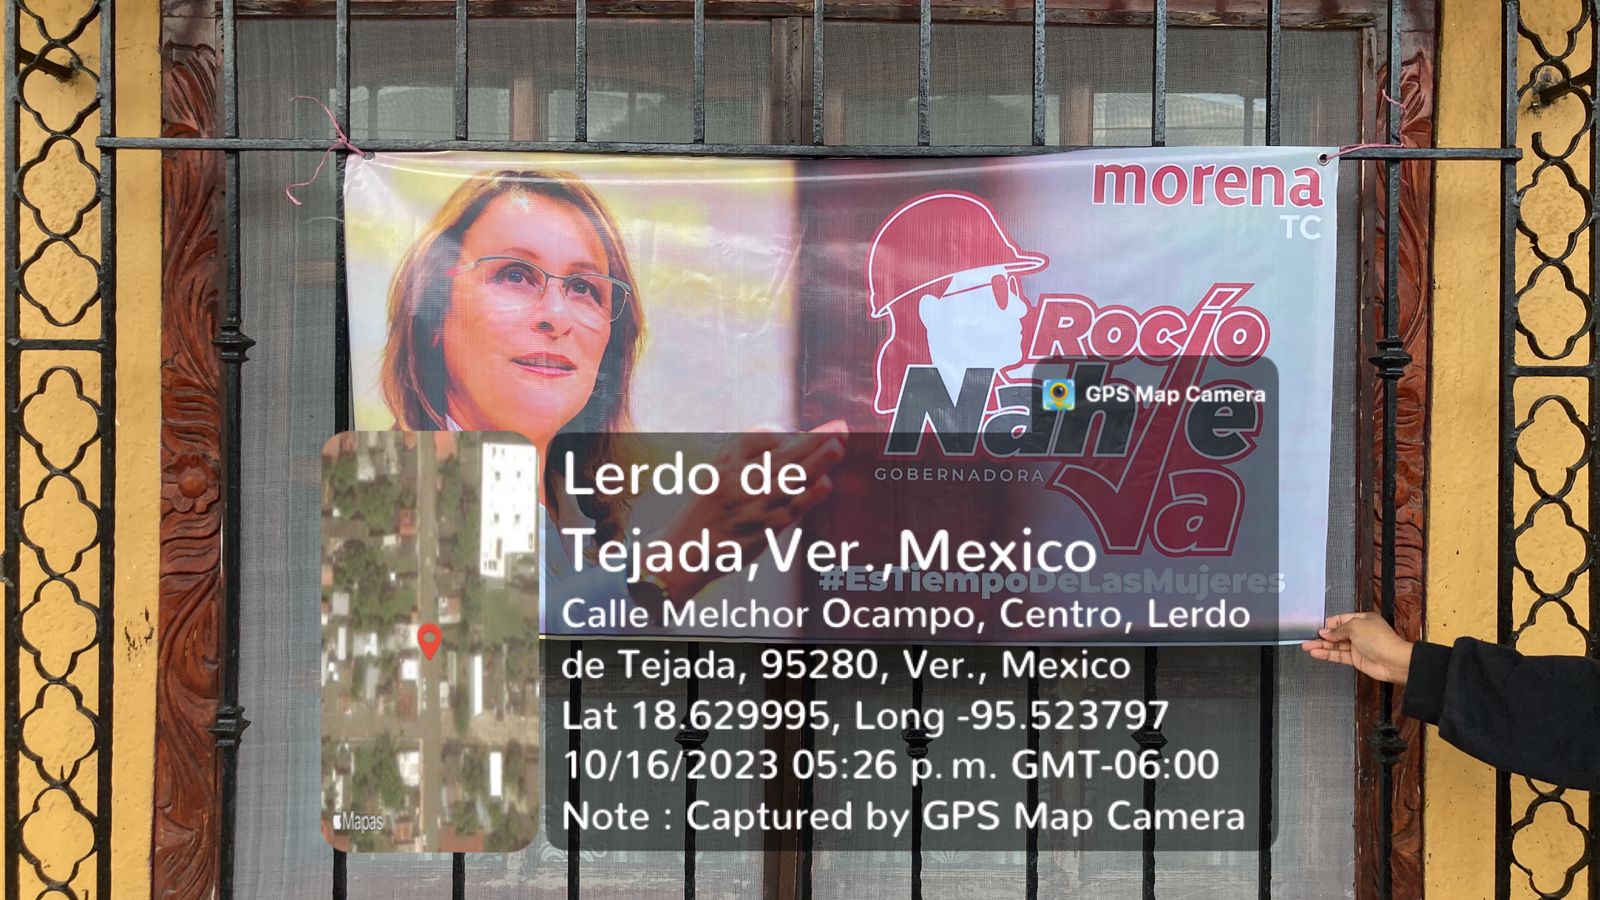 morena
TC
Rocío
Nahle
GOBERNADORA
Va
#EsTiempoDeLasMujeres
GPS Map Camera
Lerdo de
Tejada,Ver.,Mexico
Calle Melchor Ocampo, Centro, Lerdo
de Tejada, 95280, Ver., Mexico
Lat 18.629995, Long -95.523797
10/16/2023 05:26 p. m. GMT-06:00
Note : Captured by GPS Map Camera
Mapas